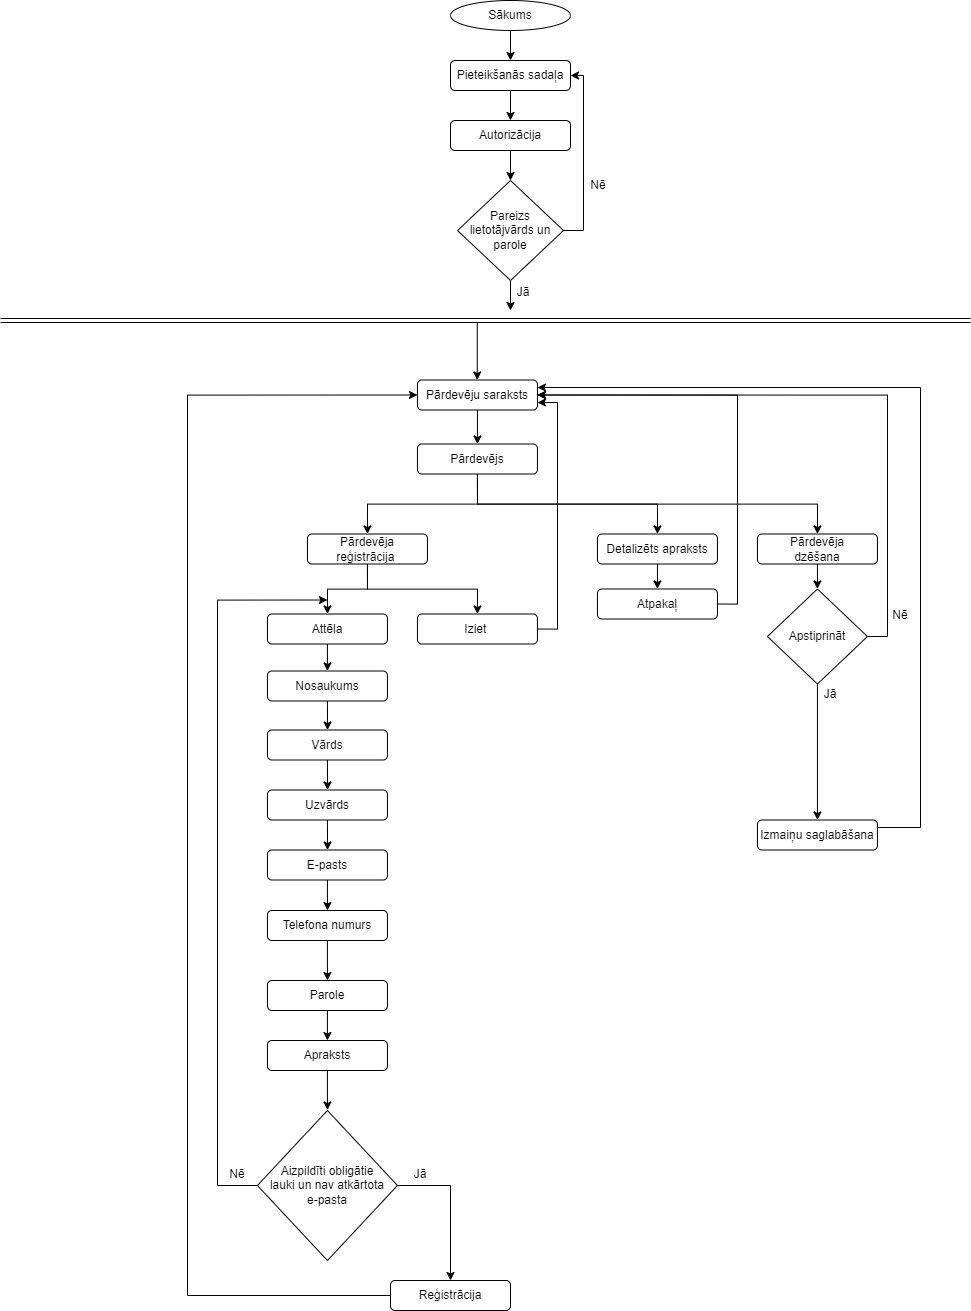 Sākums
Pieteikšanās sadaļa
Autorizācija
Nē
Pareizs
lietotājvārds un
parole
Jā
Pārdevēju saraksts
Pārdevējs
Pārdevēja
reģistrācija
Detalizēts apraksts
Pārdevēja
dzēšana
Atpakaļ
Nē
Attēla
Iziet
Apstiprināt
Nosaukums
Jā
Vārds
Uzvārds
Izmaiņu saglabāšana
E-pasts
Telefona numurs
Parole
Apraksts
Nē
Aizpildīti obligātie
lauki un nav atkārtota
e-pasta
Jā
Reģistrācija